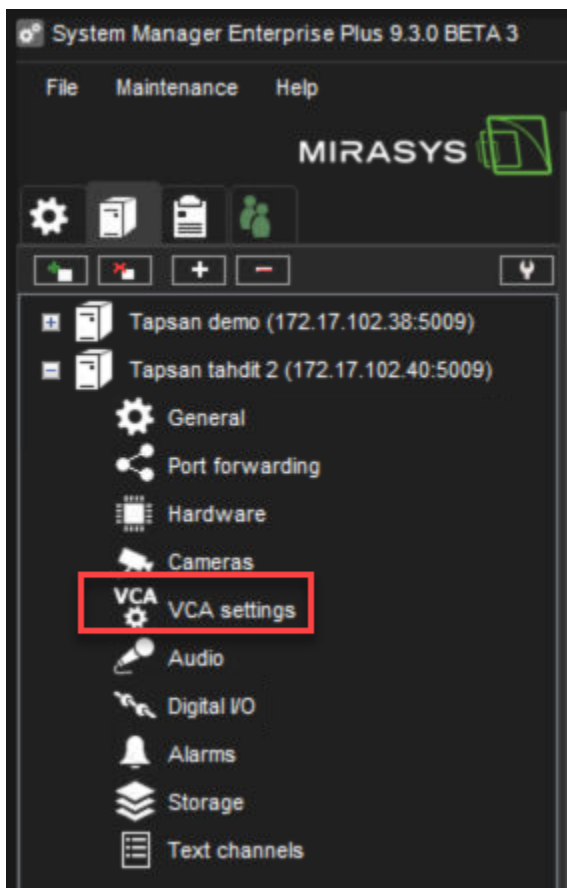 System Manager Enterprise Plus 9.3.0 BETA 3
File Maintenance Help
MIRASYS
Tapsan demo (172.17.102.38:5009)
Tapsan tahdit 2 (172.17.102.40:5009)
General
Port forwarding
Hardware
Cameras
VCA VCA settings
Audio
Digital I/O
Alarms
Storage
Text channels